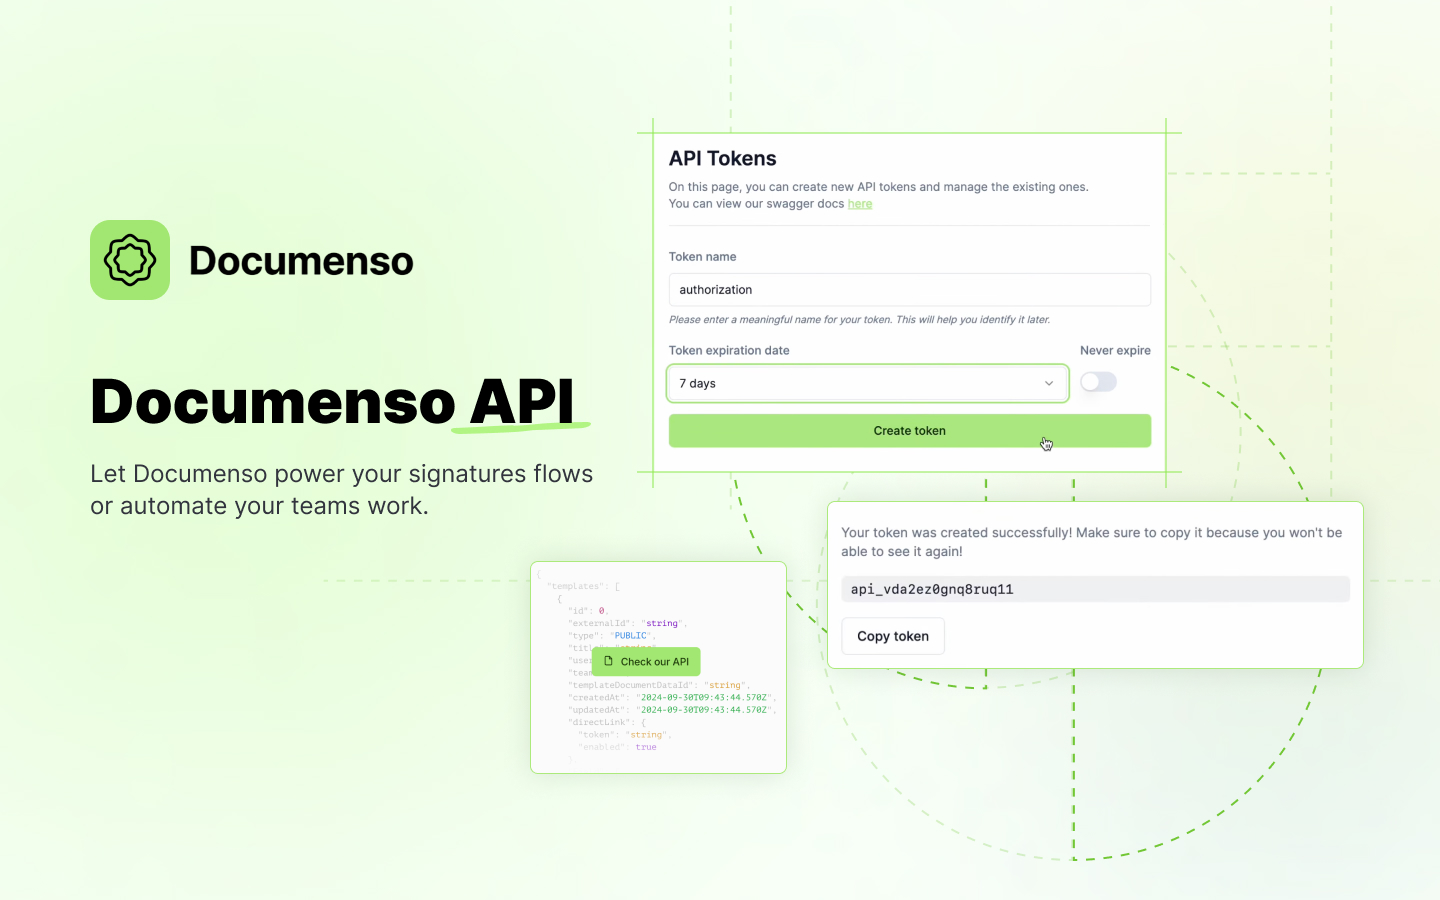 Documenso
Documenso API
Let Documenso power your signatures flows
or automate your teams work.
API Tokens
On this page, you can create new API tokens and manage the existing ones.
You can view our swagger docs here
Token name
authorization
Please enter a meaningful name for your token. This will help you identify it later.
Token expiration date
Never expire
7 days
Create token
Your token was created successfully! Make sure to copy it because you won't be
able to see it again!
api_vda2ez0gnq8ruq11
Copy token
{
"templates": [
{
"id": 0,
"externalId": "string",
"type": "PUBLIC",
Check our API
"templateDocumentDataId": "string",
"createdAt": "2024-09-30T09:43:44.570Z",
"updatedAt": "2024-09-30T09:43:44.570Z",
"directLink": {
"token": "string",
"enabled": true
}